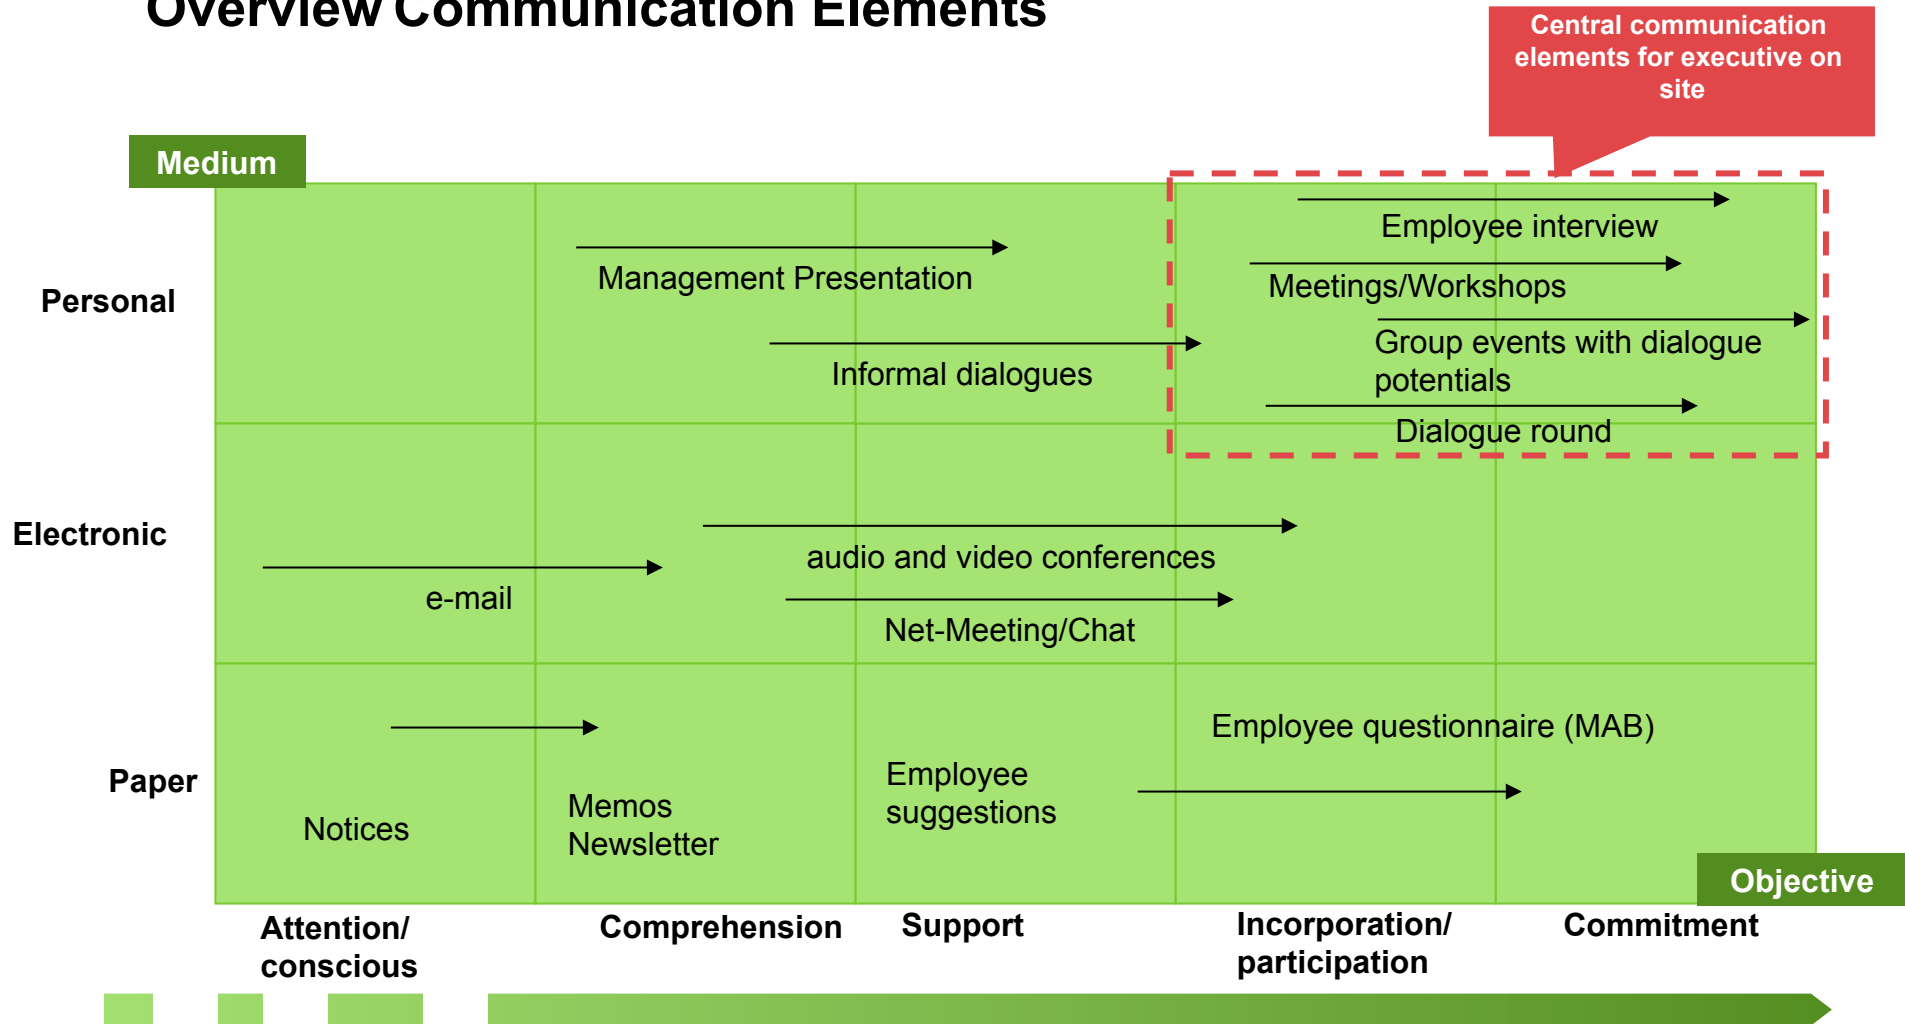 Overview Communication Elements
Central communication
elements for executive on
site
Medium
Personal
Management Presentation
Informal dialogues
Employee interview
Meetings/Workshops
Group events with dialogue
potentials
Dialogue round
Electronic
audio and video conferences
e-mail
Net-Meeting/Chat
Paper
Notices
Memos
Newsletter
Employee
suggestions
Employee questionnaire (MAB)
Objective
Attention/
conscious
Comprehension
Support
Incorporation/
participation
Commitment